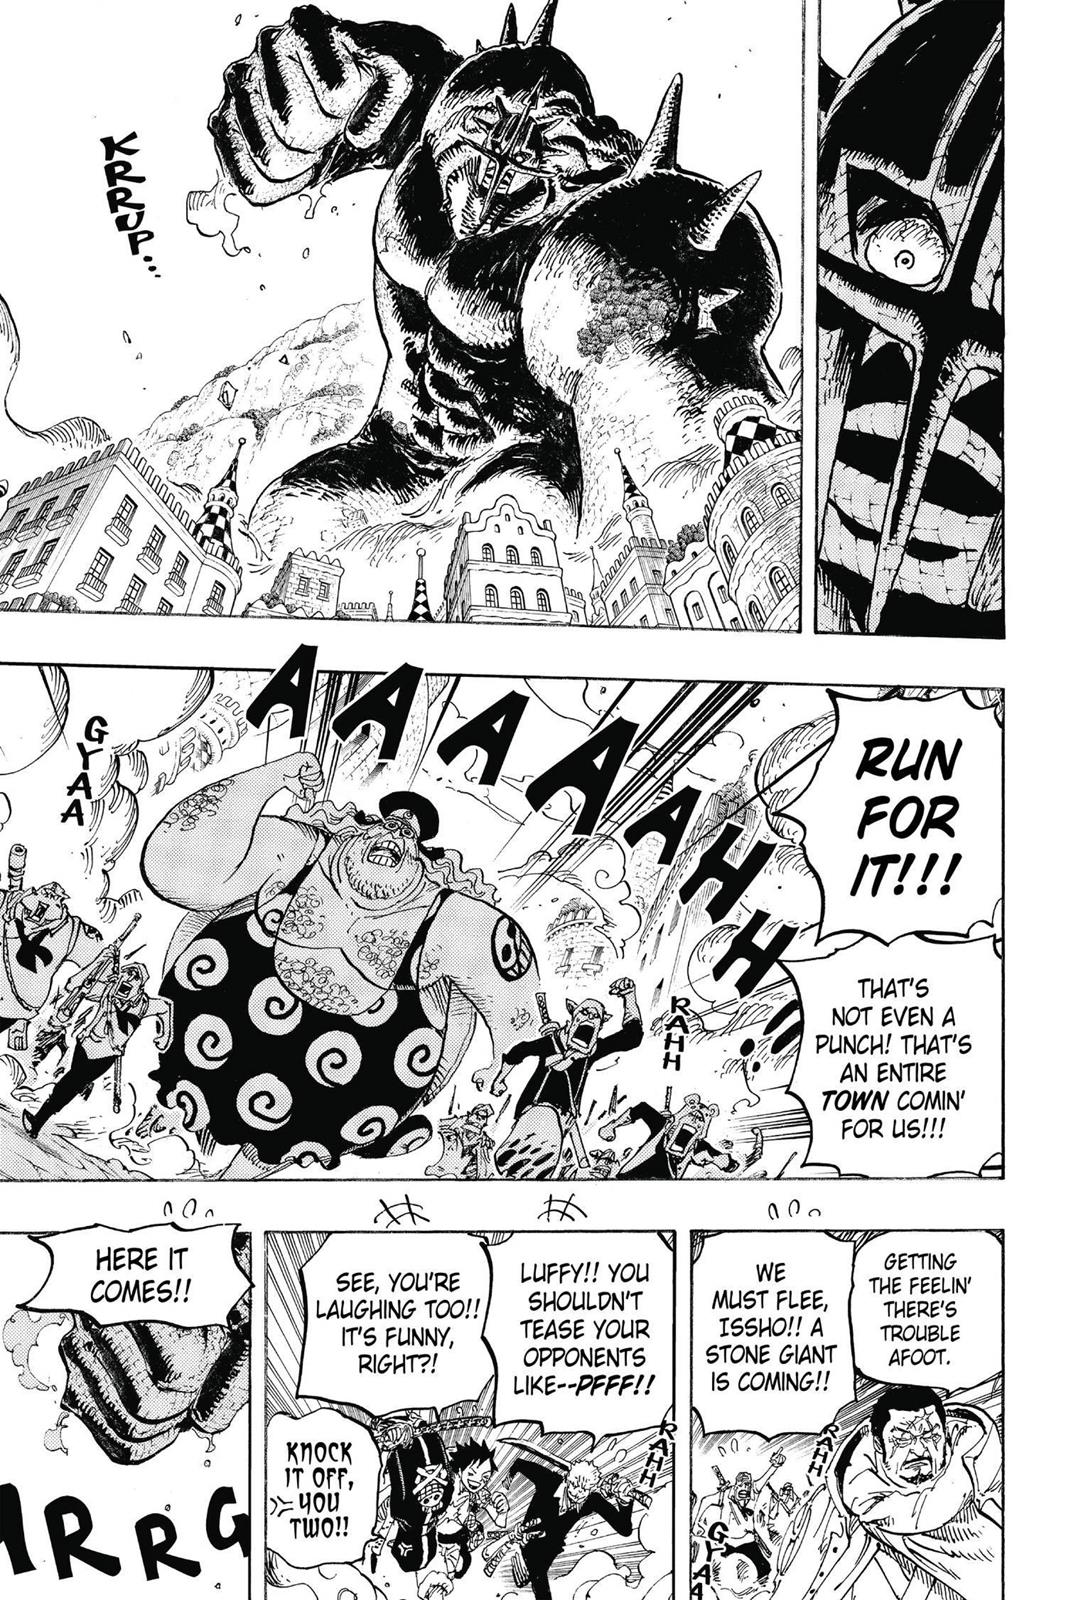 KRRUP...
AAAAAAAHHH
GYAA
RAHH
RUN
FOR
IT!!!
THAT'S
NOT EVEN A
PUNCH! THAT'S
AN ENTIRE
TOWN COMIN'
FOR US!!!
GETTING
THE FEELIN'
THERE'S
TROUBLE
AFOOT.
WE
MUST FLEE,
ISSHO!! A
STONE GIANT
IS COMING!!
RAHH
GYAA
LUFFY!! YOU
SHOULDN'T
TEASE YOUR
OPPONENTS
LIKE--PFFF!!
SEE, YOU'RE
LAUGHING TOO!!
IT'S FUNNY,
RIGHT?!
RAHH
KNOCK
IT OFF,
YOU
TWO!!
HERE IT
COMES!!